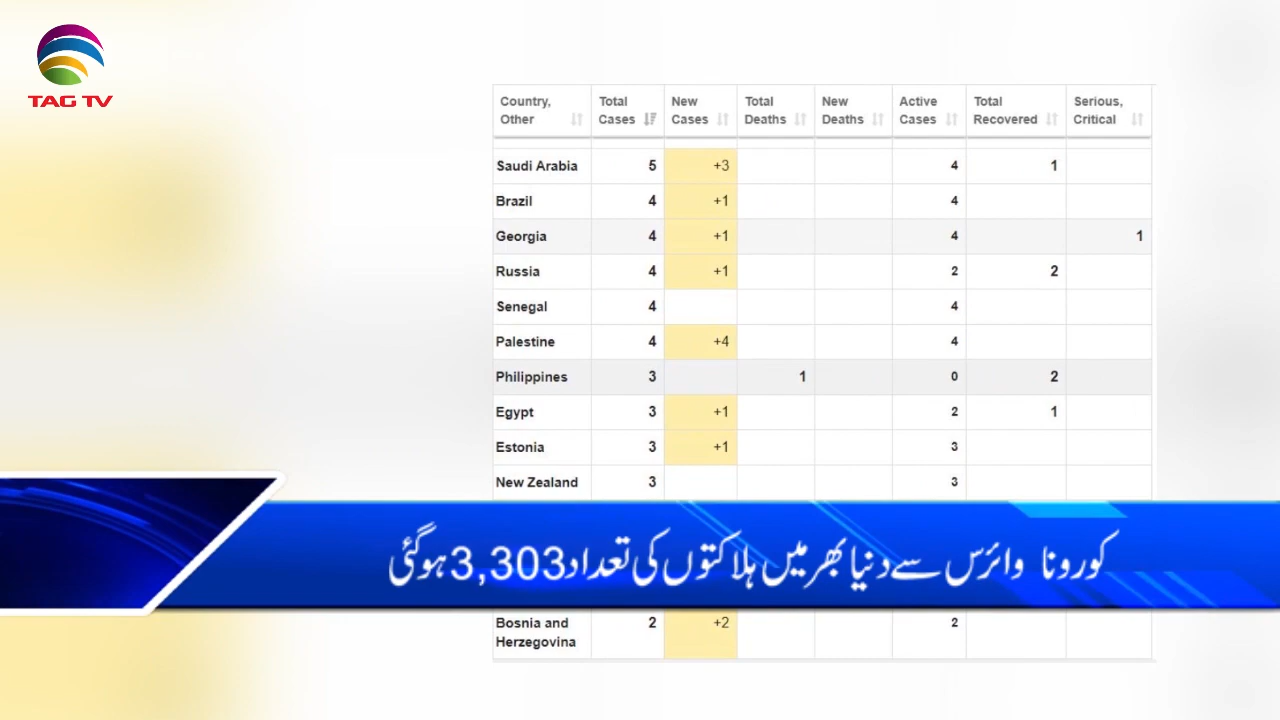 TAG TV
Country, Other Total Cases New Cases Total Deaths New Deaths Active Cases Total Recovered Serious, Critical
Saudi Arabia 5 +3 4 1
Brazil 4 +1 4
Georgia 4 +1 4 1
Russia 4 +1 2 2
Senegal 4 4
Palestine 4 +4 4
Philippines 3 1 0 2
Egypt 3 +1 2 1
Estonia 3 +1 3
New Zealand 3 3
کورونا وائرس سے دنیا بھر میں ہلاکتوں کی تعداد 3,303 ہوگئی
Bosnia and Herzegovina 2 +2 2